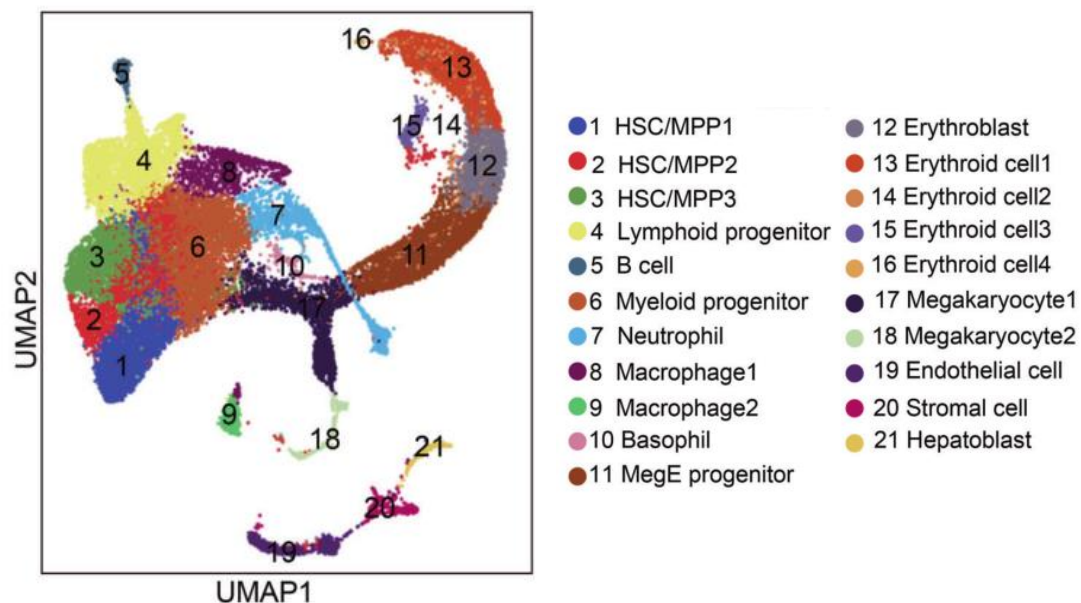 16
13
5
15
14
4
12
8
7
6
3
11
10
17
2
1
9
18
21
20
19
UMAP2
UMAP1
1 HSC/MPP1
2 HSC/MPP2
3 HSC/MPP3
4 Lymphoid progenitor
5 B cell
6 Myeloid progenitor
7 Neutrophil
8 Macrophage1
9 Macrophage2
10 Basophil
11 MegE progenitor
12 Erythroblast
13 Erythroid cell1
14 Erythroid cell2
15 Erythroid cell3
16 Erythroid cell4
17 Megakaryocyte1
18 Megakaryocyte2
19 Endothelial cell
20 Stromal cell
21 Hepatoblast